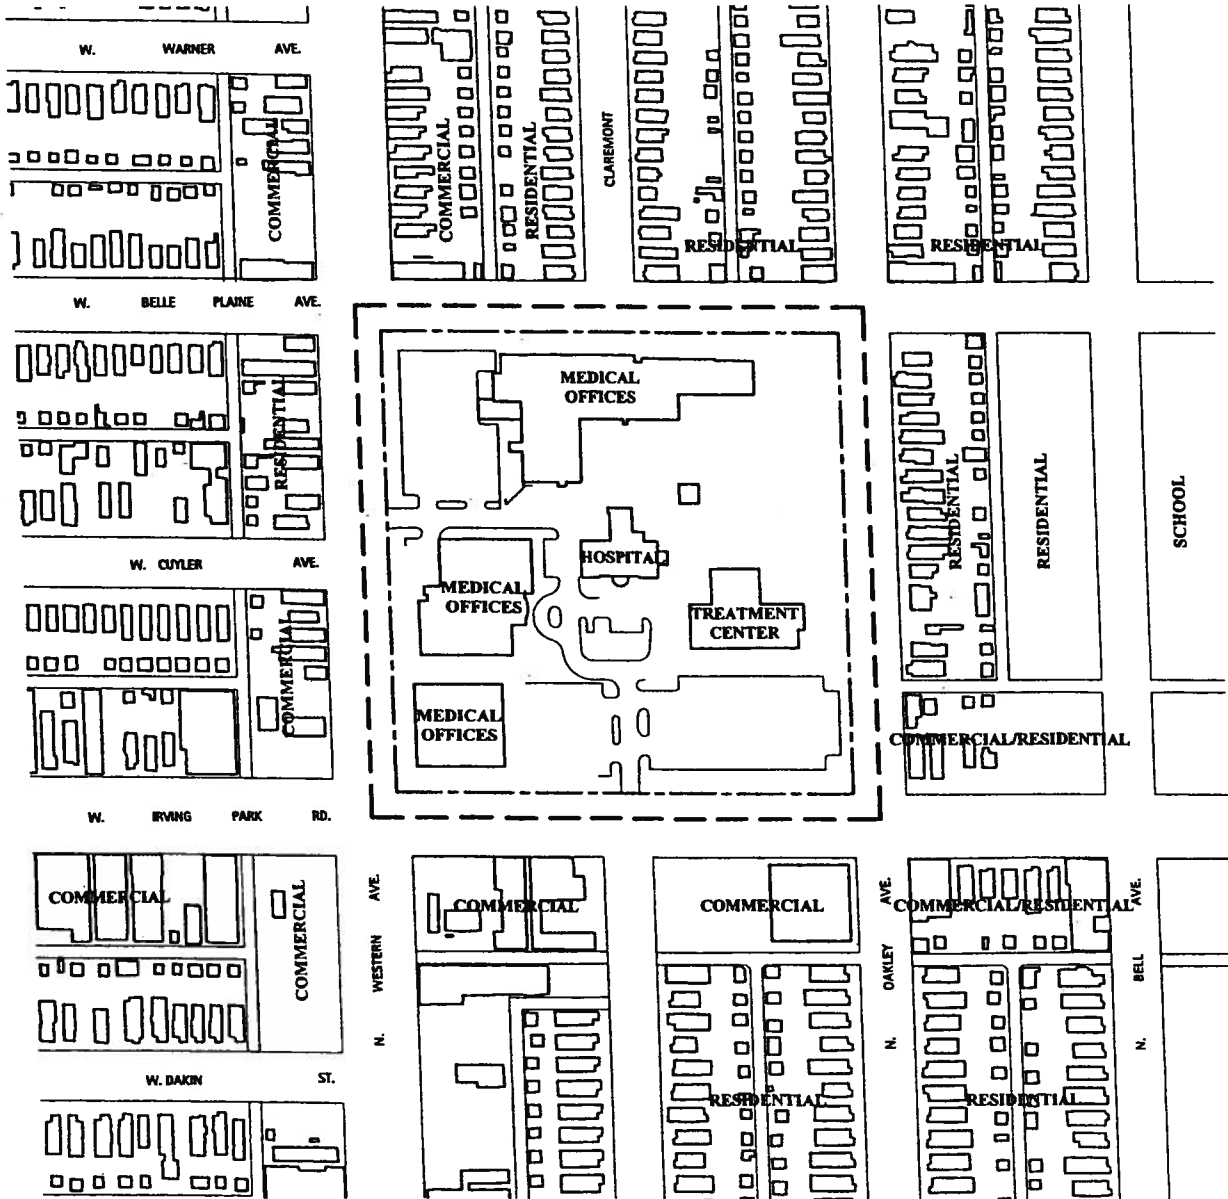 W. WARNER AVE.
COMMERCIAL
COMMERCIAL
RESIDENTIAL
CLAREMONT
RESIDENTIAL
RESIDENTIAL
W. BELLE PLAINE AVE.
RESIDENTIAL
MEDICAL
OFFICES
RESIDENTIAL
RESIDENTIAL
SCHOOL
W. CUYLER AVE.
HOSPITAL
MEDICAL
OFFICES
TREATMENT
CENTER
COMMERCIAL
MEDICAL
OFFICES
COMMERCIAL/RESIDENTIAL
W. IRVING PARK RD.
COMMERCIAL
COMMERCIAL
N. WESTERN AVE.
COMMERCIAL
COMMERCIAL
N. OAKLEY AVE.
COMMERCIAL/RESIDENTIAL
N. BELL AVE.
W. DAKIN ST.
RESIDENTIAL
RESIDENTIAL